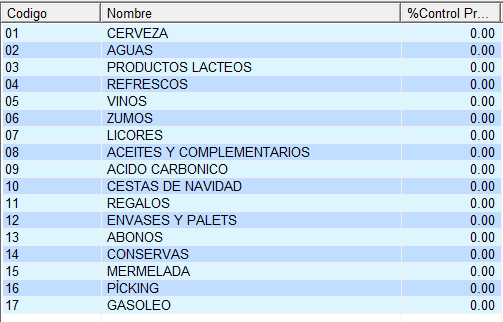 Codigo Nombre %Control Pr...
01 CERVEZA 0.00
02 AGUAS 0.00
03 PRODUCTOS LACTEOS 0.00
04 REFRESCOS 0.00
05 VINOS 0.00
06 ZUMOS 0.00
07 LICORES 0.00
08 ACEITES Y COMPLEMENTARIOS 0.00
09 ACIDO CARBONICO 0.00
10 CESTAS DE NAVIDAD 0.00
11 REGALOS 0.00
12 ENVASES Y PALETS 0.00
13 ABONOS 0.00
14 CONSERVAS 0.00
15 MERMELADA 0.00
16 PÌCKING 0.00
17 GASOLEO 0.00